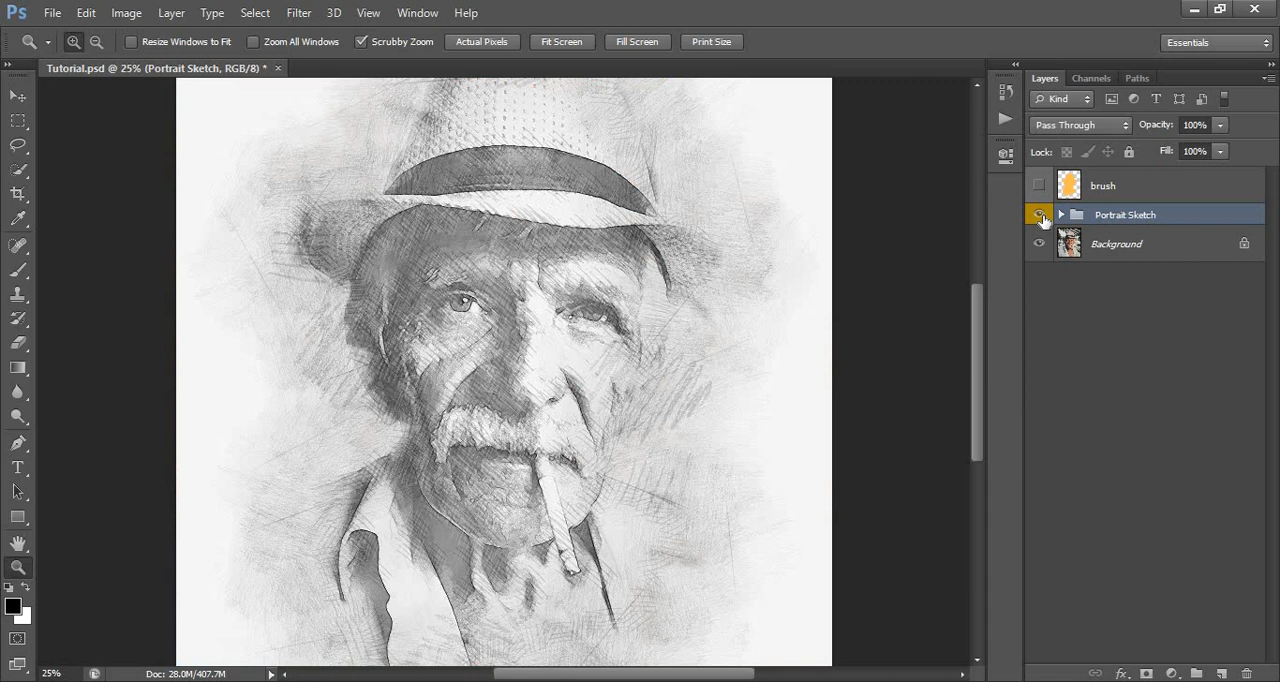 Ps File Edit Image Layer Type Select Filter 3D View Window Help
Resize Windows to Fit Zoom All Windows Scrubby Zoom Actual Pixels Fit Screen Fill Screen Print Size Essentials
Tutorial.psd @ 25% (Portrait Sketch, RGB/8) * ×
Layers Channels Paths
Kind
Pass Through Opacity: 100%
Lock: Fill: 100%
brush
Portrait Sketch
Background
25% Doc: 28.0M/407.7M